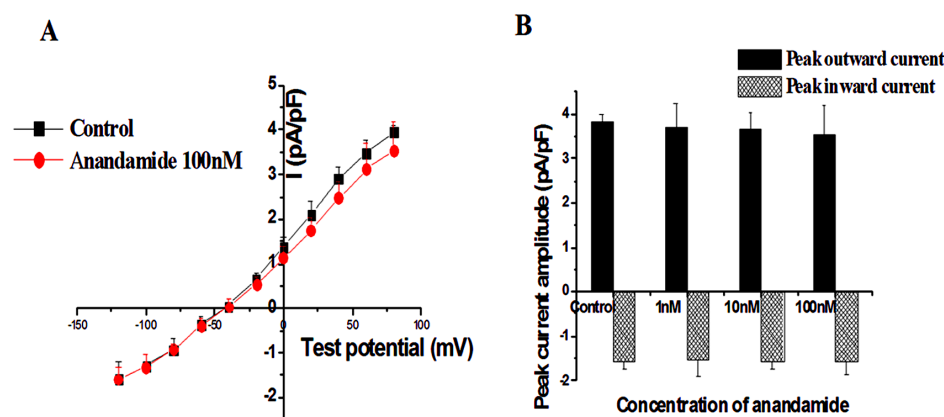 A
Control
Anandamide 100nM
I (pA/pF)
5
4
3
2
1
0
-1
-2
-150
-100
-50
0
50
100
Test potential (mV)
B
Peak outward current
Peak inward current
Peak current amplitude (pA/pF)
4
3
2
1
0
-1
-2
Control
1nM
10nM
100nM
Concentration of anandamide